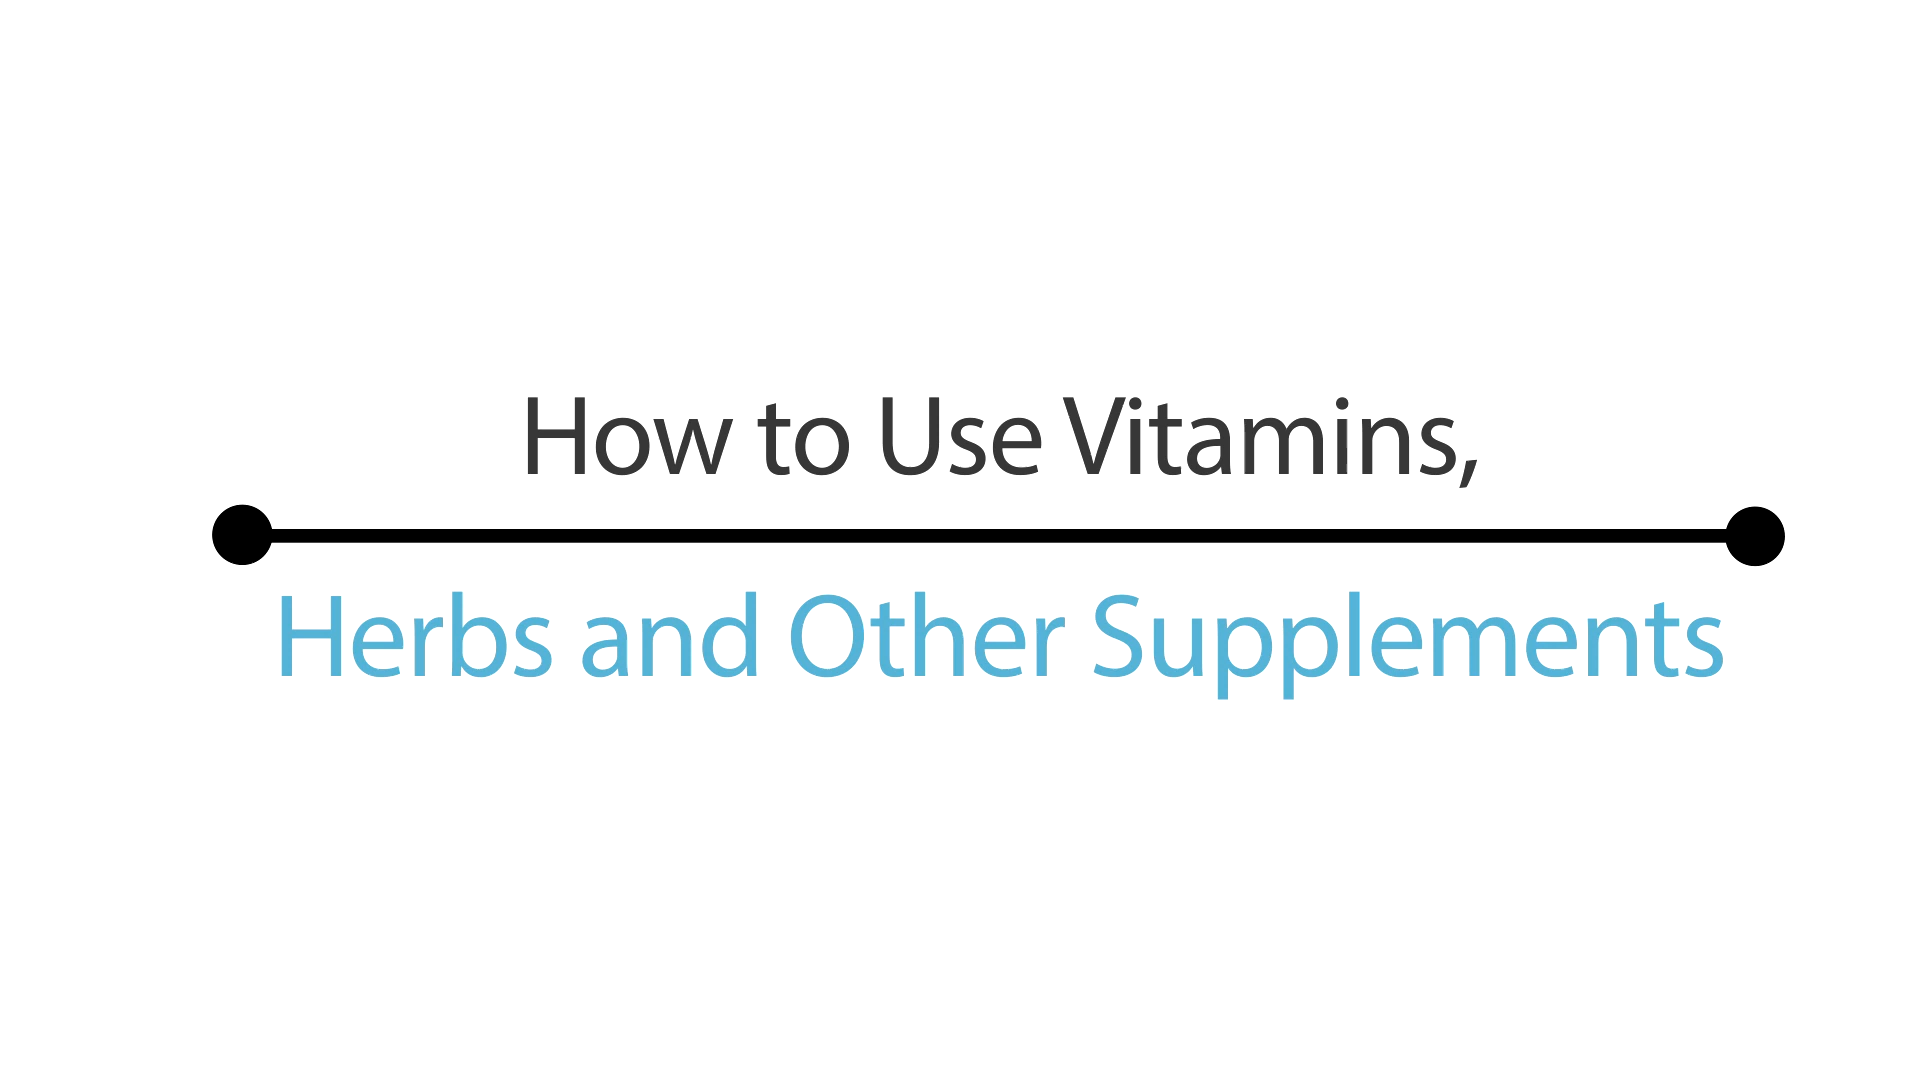 How to Use Vitamins,
Herbs and Other Supplements